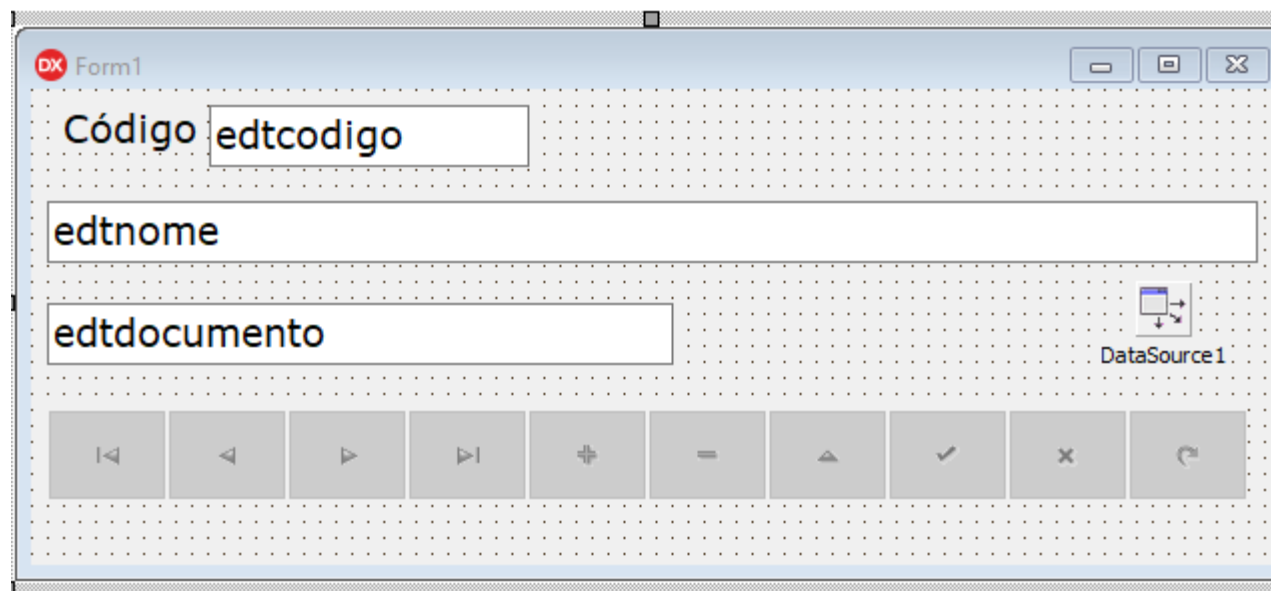 DX Form1
Código edtcodigo
edtnome
edtdocumento
DataSource1